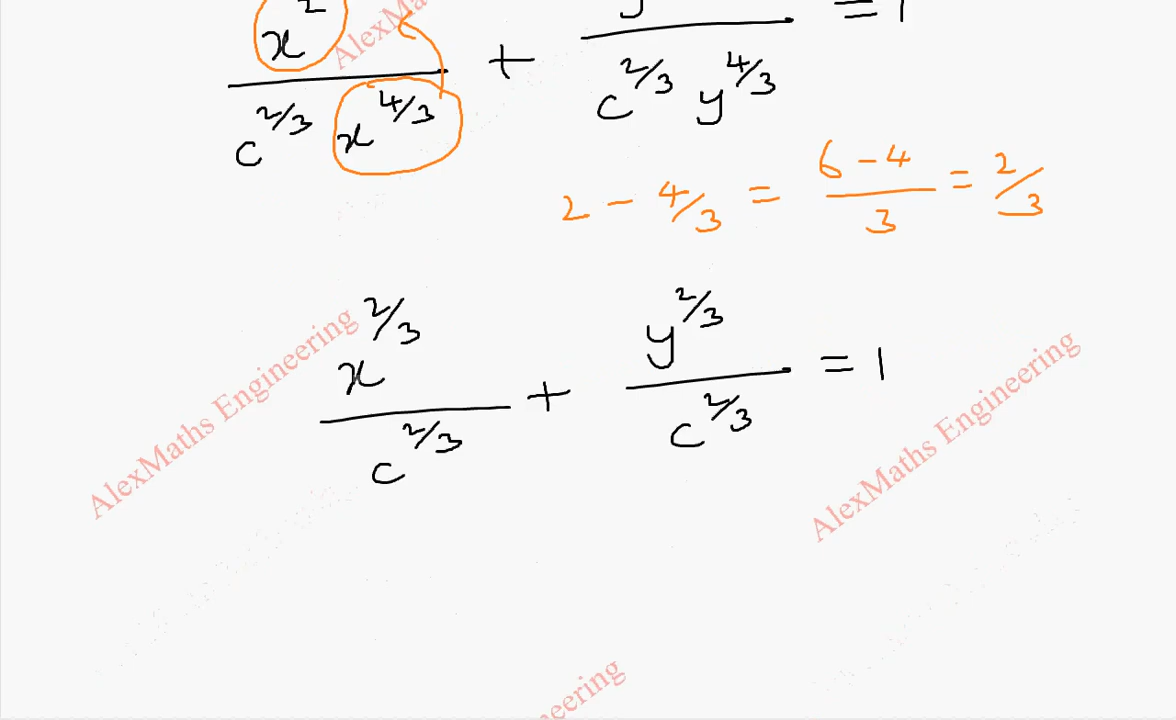 x^2 / (c^{2/3} x^{4/3}) + y / (c^{2/3} y^{4/3}) = 1
2 - 4/3 = (6 - 4)/3 = 2/3
x^{2/3} / c^{2/3} + y^{2/3} / c^{2/3} = 1
AlexMaths Engineering
AlexMaths Engineering